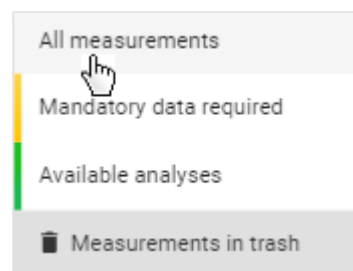 All measurements
Mandatory data required
Available analyses
Measurements in trash